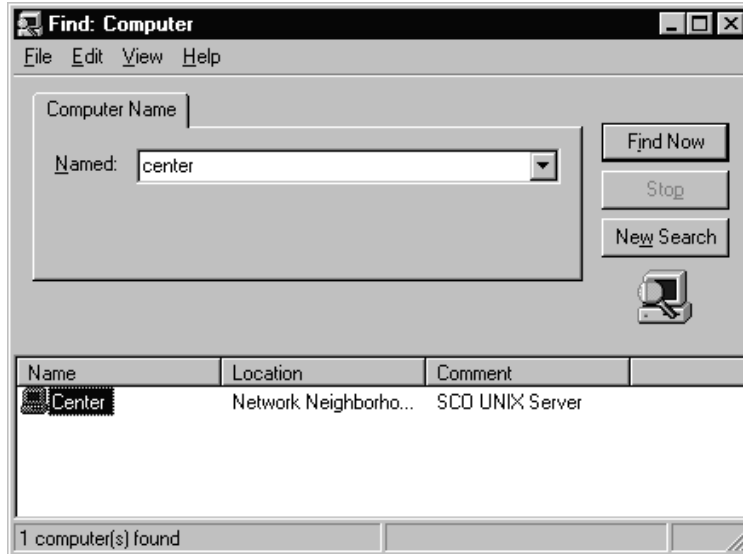 Find: Computer
File Edit View Help
Computer Name
Named: center
Find Now
Stop
New Search
Name Location Comment
Center Network Neighborho... SCO UNIX Server
1 computer(s) found